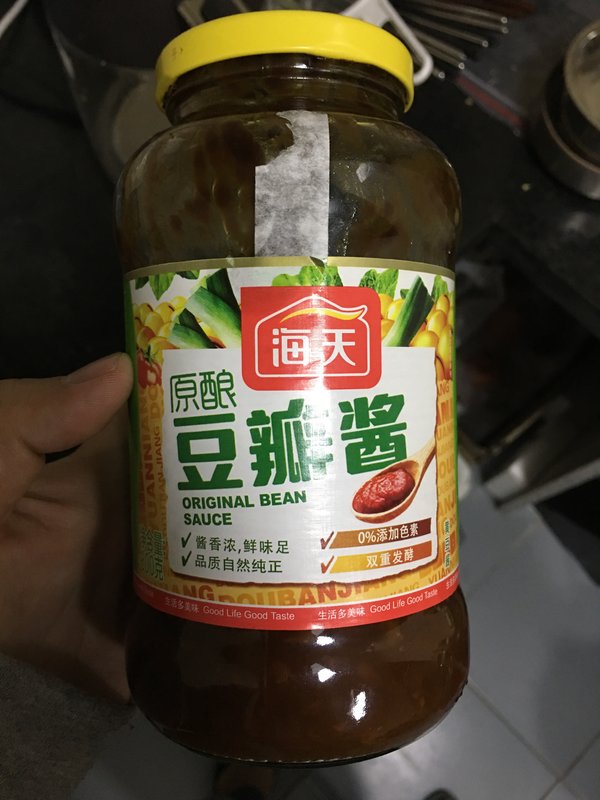 海天
原酿
豆瓣酱
ORIGINAL BEAN
SAUCE
酱香浓,鲜味足
品质自然纯正
0%添加色素
双重发酵
DOUBANJIANG
生活多美味 Good Life Good Taste
生活多美味 Good Life Good Taste